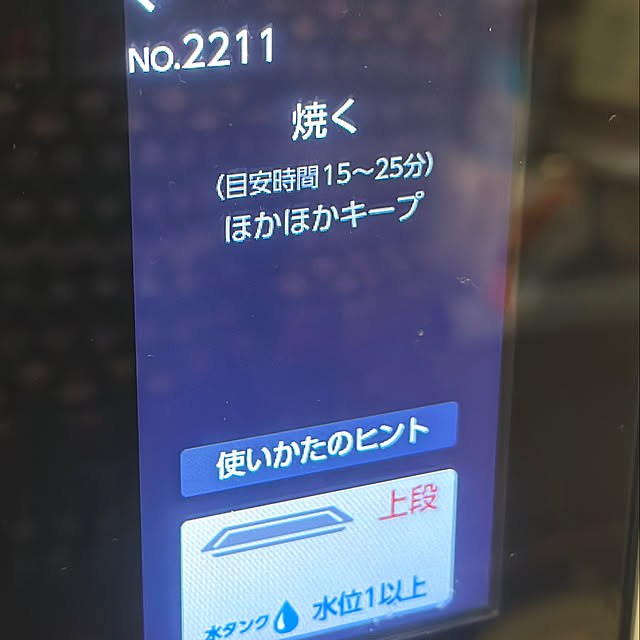 NO.2211
焼く
(目安時間15〜25分)
ほかほかキープ
使いかたのヒント
上段
水タンク 水位1以上